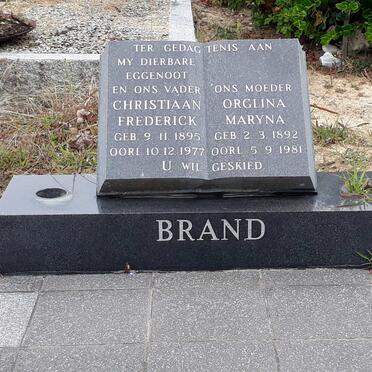 TER GEDAGTENIS AAN
MY DIERBARE
EGGENOOT
EN ONS VADER
CHRISTIAAN
FREDERICK
GEB. 9·11·1895
OORL. 10·12·1977
ONS MOEDER
ORGLINA
MARYNA
GEB. 2·3·1892
OORL. 5·9·1981
U WIL GESKIED.
BRAND